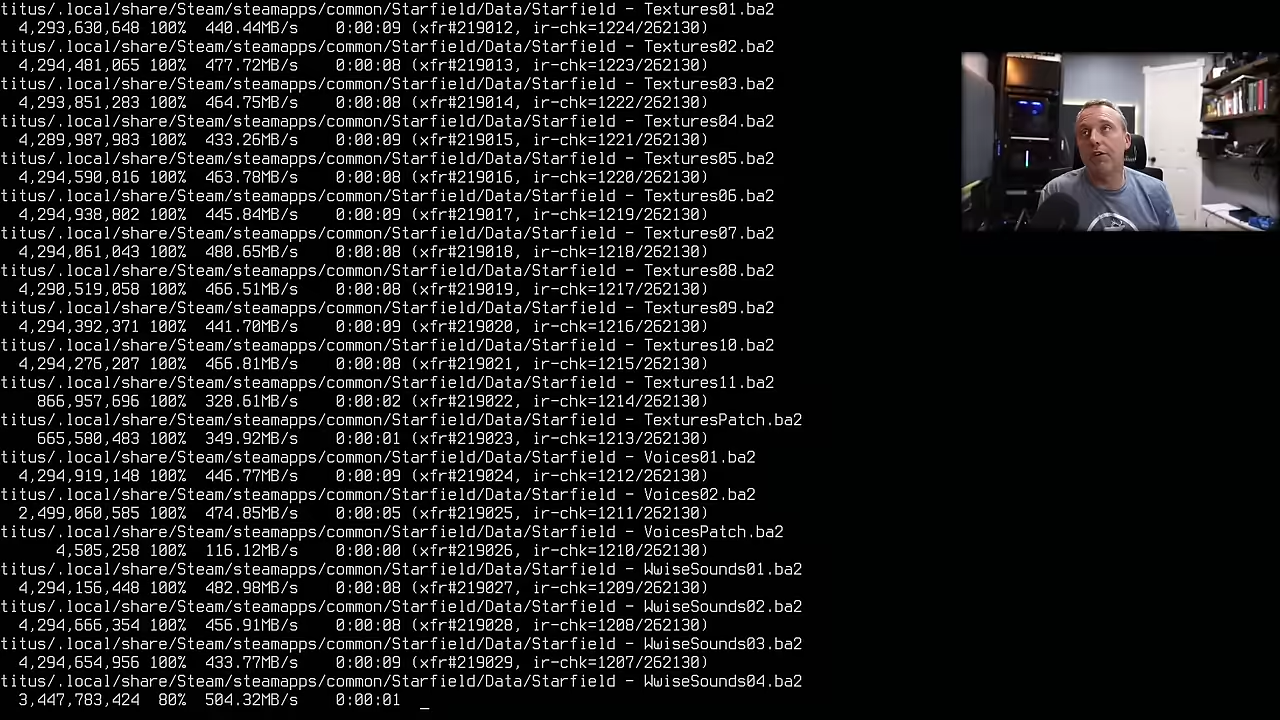 titus/.local/share/Steam/steamapps/common/Starfield/Data/Starfield - Textures01.ba2
4,293,630,648 100% 440.44MB/s 0:00:09 (xfr#219012, ir-chk=1224/262130)
titus/.local/share/Steam/steamapps/common/Starfield/Data/Starfield - Textures02.ba2
4,294,481,065 100% 477.72MB/s 0:00:08 (xfr#219013, ir-chk=1223/262130)
titus/.local/share/Steam/steamapps/common/Starfield/Data/Starfield - Textures03.ba2
4,293,851,283 100% 464.75MB/s 0:00:08 (xfr#219014, ir-chk=1222/262130)
titus/.local/share/Steam/steamapps/common/Starfield/Data/Starfield - Textures04.ba2
4,289,987,983 100% 433.26MB/s 0:00:09 (xfr#219015, ir-chk=1221/262130)
titus/.local/share/Steam/steamapps/common/Starfield/Data/Starfield - Textures05.ba2
4,294,590,816 100% 463.78MB/s 0:00:08 (xfr#219016, ir-chk=1220/262130)
titus/.local/share/Steam/steamapps/common/Starfield/Data/Starfield - Textures06.ba2
4,294,938,802 100% 445.84MB/s 0:00:09 (xfr#219017, ir-chk=1219/262130)
titus/.local/share/Steam/steamapps/common/Starfield/Data/Starfield - Textures07.ba2
4,294,061,043 100% 480.65MB/s 0:00:08 (xfr#219018, ir-chk=1218/262130)
titus/.local/share/Steam/steamapps/common/Starfield/Data/Starfield - Textures08.ba2
4,290,519,058 100% 466.51MB/s 0:00:08 (xfr#219019, ir-chk=1217/262130)
titus/.local/share/Steam/steamapps/common/Starfield/Data/Starfield - Textures09.ba2
4,294,392,371 100% 441.70MB/s 0:00:09 (xfr#219020, ir-chk=1216/262130)
titus/.local/share/Steam/steamapps/common/Starfield/Data/Starfield - Textures10.ba2
4,294,276,207 100% 466.81MB/s 0:00:08 (xfr#219021, ir-chk=1215/262130)
titus/.local/share/Steam/steamapps/common/Starfield/Data/Starfield - Textures11.ba2
866,957,696 100% 328.61MB/s 0:00:02 (xfr#219022, ir-chk=1214/262130)
titus/.local/share/Steam/steamapps/common/Starfield/Data/Starfield - TexturesPatch.ba2
665,580,483 100% 349.92MB/s 0:00:01 (xfr#219023, ir-chk=1213/262130)
titus/.local/share/Steam/steamapps/common/Starfield/Data/Starfield - Voices01.ba2
4,294,919,148 100% 446.77MB/s 0:00:09 (xfr#219024, ir-chk=1212/262130)
titus/.local/share/Steam/steamapps/common/Starfield/Data/Starfield - Voices02.ba2
2,499,060,585 100% 474.85MB/s 0:00:05 (xfr#219025, ir-chk=1211/262130)
titus/.local/share/Steam/steamapps/common/Starfield/Data/Starfield - VoicesPatch.ba2
4,505,258 100% 116.12MB/s 0:00:00 (xfr#219026, ir-chk=1210/262130)
titus/.local/share/Steam/steamapps/common/Starfield/Data/Starfield - WwiseSounds01.ba2
4,294,156,448 100% 482.98MB/s 0:00:08 (xfr#219027, ir-chk=1209/262130)
titus/.local/share/Steam/steamapps/common/Starfield/Data/Starfield - WwiseSounds02.ba2
4,294,666,354 100% 456.91MB/s 0:00:08 (xfr#219028, ir-chk=1208/262130)
titus/.local/share/Steam/steamapps/common/Starfield/Data/Starfield - WwiseSounds03.ba2
4,294,654,956 100% 433.77MB/s 0:00:09 (xfr#219029, ir-chk=1207/262130)
titus/.local/share/Steam/steamapps/common/Starfield/Data/Starfield - WwiseSounds04.ba2
3,447,783,424 80% 504.32MB/s 0:00:01 _